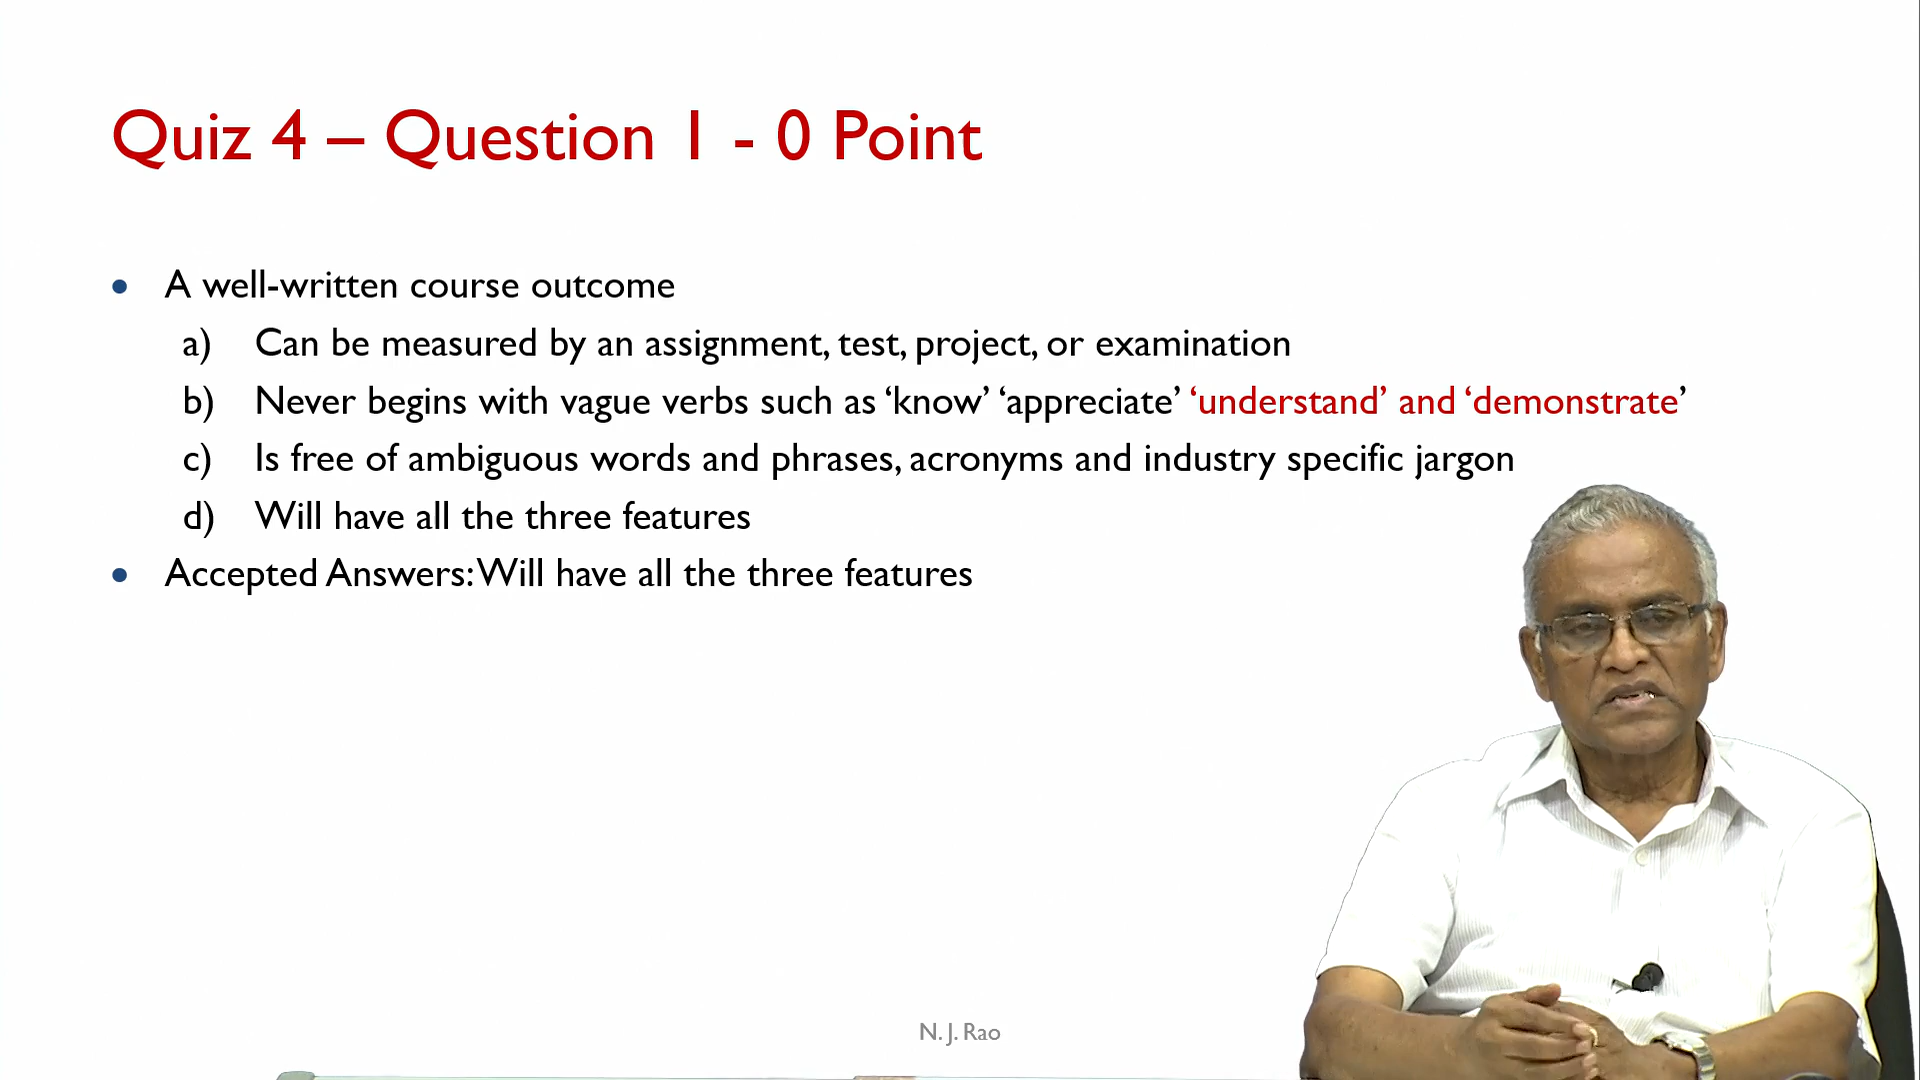 Quiz 4 – Question 1 - 0 Point
• A well-written course outcome
a) Can be measured by an assignment, test, project, or examination
b) Never begins with vague verbs such as ‘know’ ‘appreciate’ ‘understand’ and ‘demonstrate’
c) Is free of ambiguous words and phrases, acronyms and industry specific jargon
d) Will have all the three features
• Accepted Answers: Will have all the three features
N. J. Rao